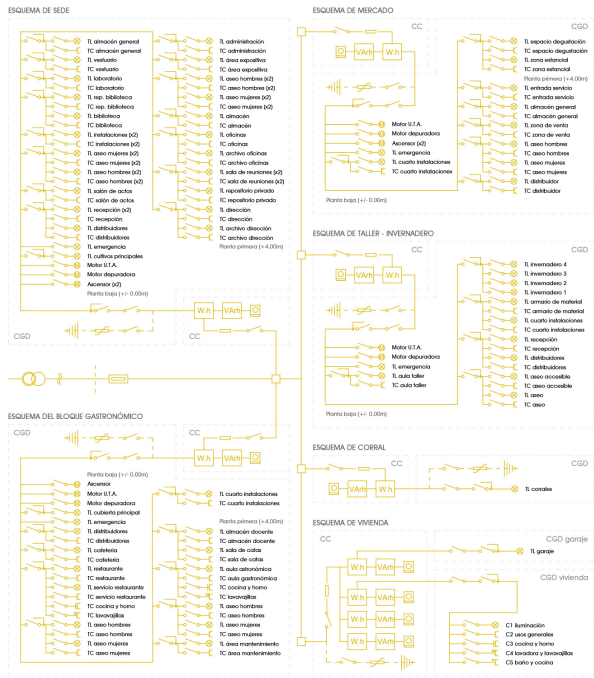 ESQUEMA DE SEDE
TL almacén general
TC almacén general
TL vestuario
TC vestuario
TL laboratorio
TC laboratorio
TL rep. biblioteca
TC rep. biblioteca
TL biblioteca
TC biblioteca
TL instalaciones (x2)
TC instalaciones (x2)
TL aseo mujeres (x2)
TC aseo mujeres (x2)
TL aseo hombres (x2)
TC aseo hombres (x2)
TL salón de actos
TC salón de actos
TL recepción (x2)
TC recepción
TL distribuidores
TC distribuidores
TL emergencia
TL cultivos principales
Motor U.T.A.
Motor depuradora
Ascensor (x2)
Planta baja (+/- 0.00m)
TL administración
TC administración
TL área expositiva
TC área expositiva
TL aseo hombres (x2)
TC aseo hombres (x2)
TL aseo mujeres (x2)
TC aseo mujeres (x2)
TL almacén
TC almacén
TL oficinas
TC oficinas
TL archivo oficinas
TC archivo oficinas
TL sala de reuniones (x2)
TC sala de reuniones (x2)
TL repositorio privado
TC repositorio privado
TL dirección
TC dirección
TL archivo dirección
TC archivo dirección
Planta primera (+4.00m)
CGD
CC
W.h
VArh
ESQUEMA DEL BLOQUE GASTRONÓMICO
CGD
CC
W.h
VArh
Planta baja (+/- 0.00m)
Ascensor
Motor U.T.A.
Motor depuradora
TL cubierta principal
TL emergencia
TL distribuidores
TC distribuidores
TL cafetería
TC cafetería
TL restaurante
TC restaurante
TL servicio restaurante
TC servicio restaurante
TC cocina y horno
TC lavavajillas
TL aseo hombres
TC aseo hombres
TL aseo mujeres
TC aseo mujeres
TL cuarto instalaciones
TC cuarto instalaciones
Planta primera (+4.00m)
TL almacén docente
TC almacén docente
TL sala de catas
TC sala de catas
TL aula astronómica
TC aula gastronómica
TC cocina y horno
TC lavavajillas
TL aseo hombres
TC aseo hombres
TL aseo mujeres
TC aseo mujeres
TL área mantenimiento
TC área mantenimiento
ESQUEMA DE MERCADO
CC
CGD
VArh
W.h
Motor U.T.A.
Motor depuradora
Ascensor (x2)
TL emergencia
TL cuarto instalaciones
TC cuarto instalaciones
Planta baja (+/- 0.00m)
TL espacio degustación
TC espacio degustación
TL zona estancial
TC zona estancial
Planta primera (+4.00m)
TL entrada servicio
TC entrada servicio
TL almacén general
TC almacén general
TL zona de venta
TC zona de venta
TL aseo hombres
TC aseo hombres
TL aseo mujeres
TC aseo mujeres
TL distribuidor
TC distribuidor
ESQUEMA DE TALLER - INVERNADERO
CC
CGD
VArh
W.h
Motor U.T.A.
Motor depuradora
TL emergencia
TL aula taller
TC aula taller
Planta baja (+/- 0.00m)
TL invernadero 4
TL invernadero 3
TL invernadero 2
TL invernadero 1
TL armario de material
TC armario de material
TL cuarto instalaciones
TC cuarto instalaciones
TL recepción
TC recepción
TL distribuidores
TC distribuidores
TL aseo accesible
TC aseo accesible
TL aseo
TC aseo
ESQUEMA DE CORRAL
CC
CGD
VArh
W.h
TL corrales
ESQUEMA DE VIVIENDA
CC
CGD garaje
W.h
VArh
TL garaje
CGD vivienda
W.h
VArh
W.h
VArh
W.h
VArh
C1 iluminación
C2 usos generales
C3 cocina y horno
C4 lavadora y lavavajillas
C5 baño y cocina